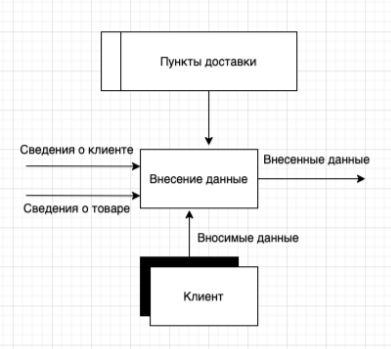 Пункты доставки
Сведения о клиенте
Внесенные данные
Внесение данные
Сведения о товаре
Вносимые данные
Клиент